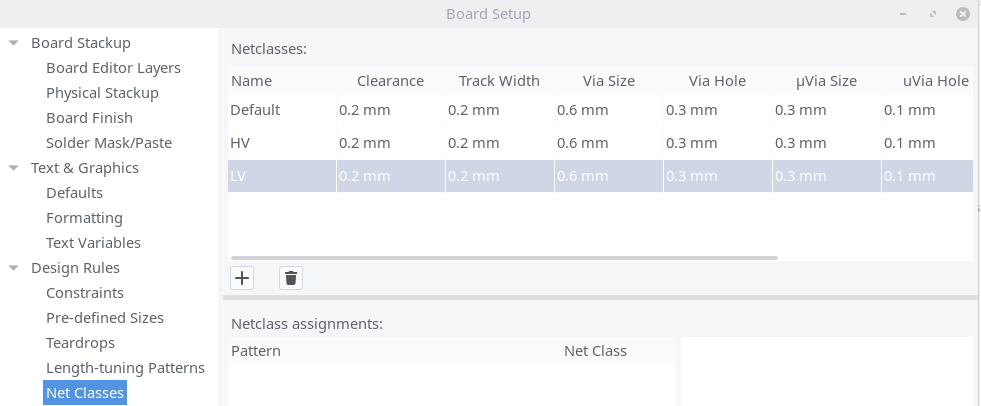 Board Setup
Board Stackup
Board Editor Layers
Physical Stackup
Board Finish
Solder Mask/Paste
Text & Graphics
Defaults
Formatting
Text Variables
Design Rules
Constraints
Pre-defined Sizes
Teardrops
Length-tuning Patterns
Net Classes
Netclasses:
Name Clearance Track Width Via Size Via Hole µVia Size uVia Hole
Default 0.2 mm 0.2 mm 0.6 mm 0.3 mm 0.3 mm 0.1 mm
HV 0.2 mm 0.2 mm 0.6 mm 0.3 mm 0.3 mm 0.1 mm
LV 0.2 mm 0.2 mm 0.6 mm 0.3 mm 0.3 mm 0.1 mm
Netclass assignments:
Pattern Net Class